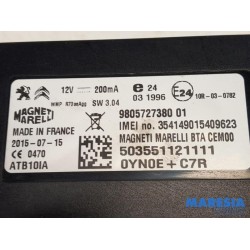 12V ⎓ 200mA
e 24
03 1996
E24
10R-03-0782
SW 3.04
MAGNETI
MARELLI
9805727380 01
IMEI no. 354149015409623
MADE IN FRANCE
MAGNETI MARELLI BTA CEM00
2015-07-15
503551121111
CE 0470
0YN0E + C7R
ATB10IA
MARESIA